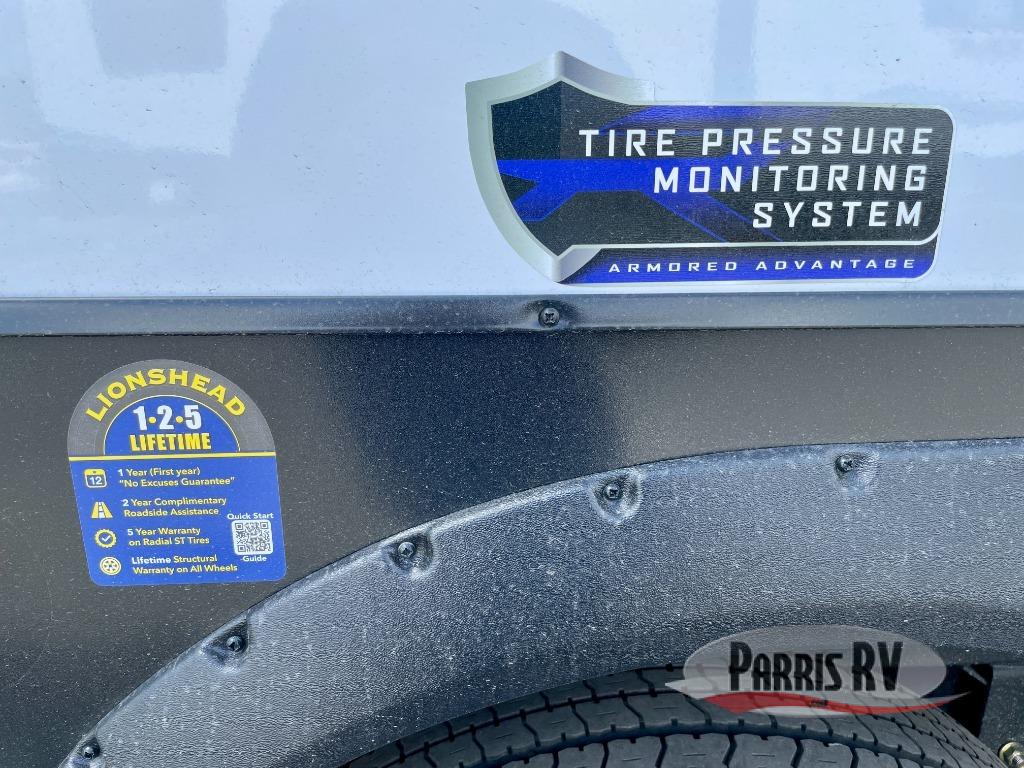 TIRE PRESSURE
MONITORING
SYSTEM
ARMORED ADVANTAGE
LIONSHEAD
1•2•5
LIFETIME
12
1 Year (First year)
"No Excuses Guarantee"
2 Year Complimentary
Roadside Assistance
5 Year Warranty
on Radial ST Tires
Lifetime Structural
Warranty on All Wheels
Quick Start
Guide
PARRIS RV
.com